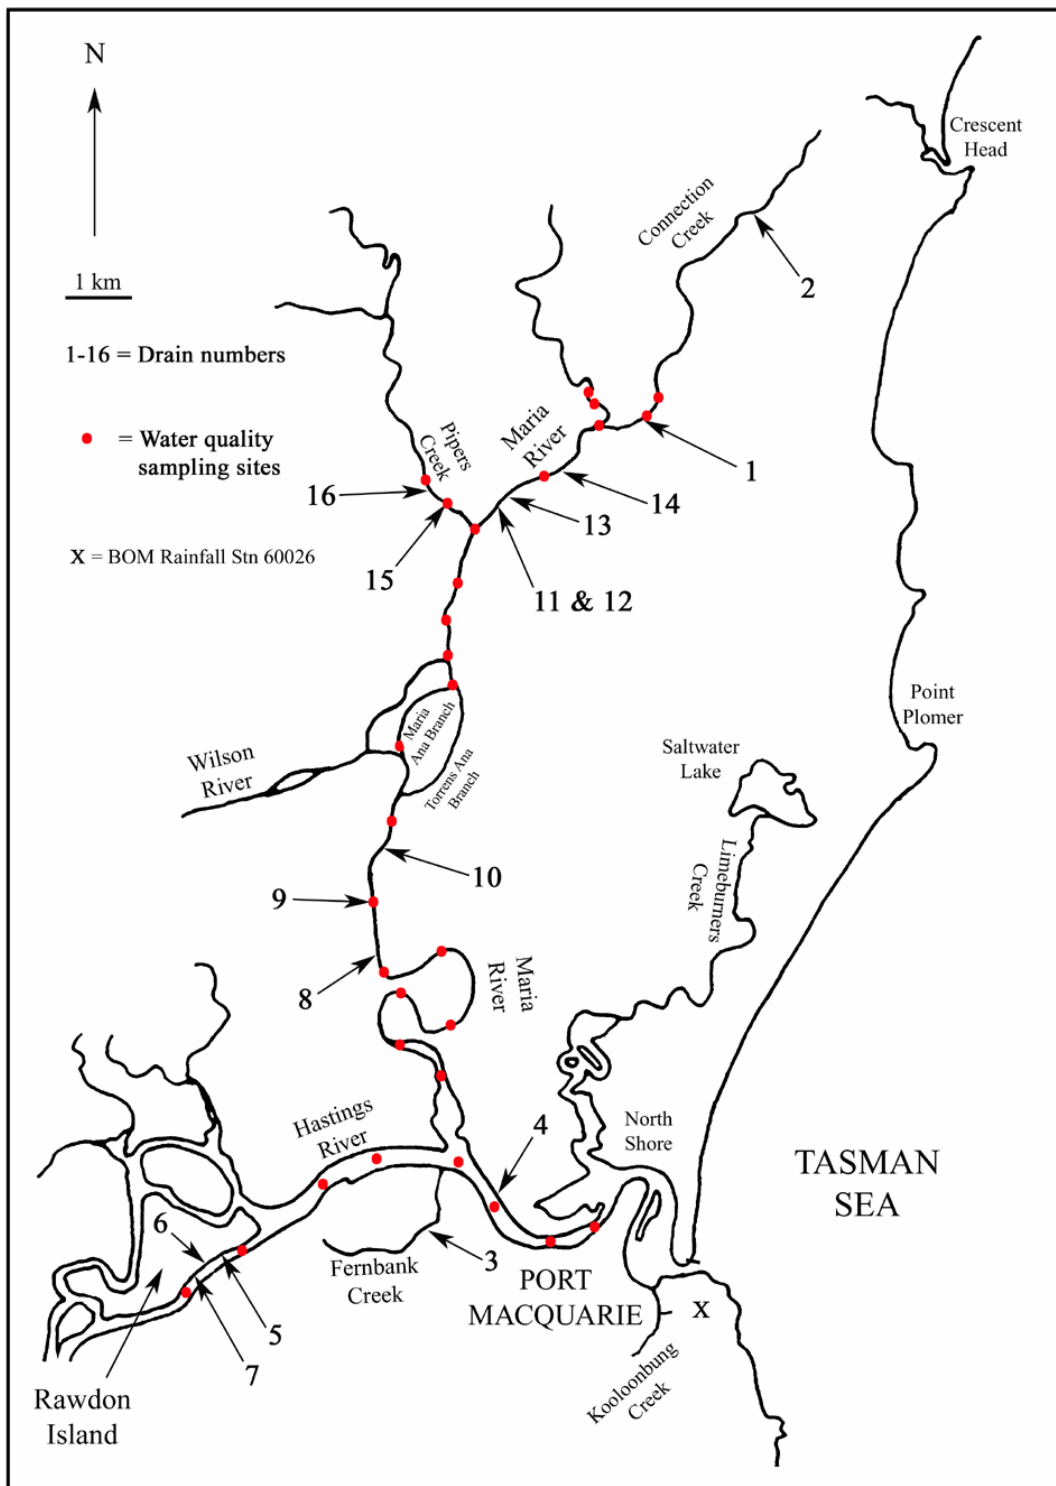 N
Crescent
Head
Connection
Creek
2
1 km
1-16 = Drain numbers
= Water quality
sampling sites
Maria
River
Pipers
Creek
1
16
14
13
X = BOM Rainfall Stn 60026
15
11 & 12
Point
Plomer
Maria
Ana Branch
Saltwater
Lake
Wilson
River
Torrens Ana
Branch
Limeburners
Creek
10
9
Maria
River
8
Hastings
River
4
North
Shore
TASMAN
SEA
6
3
Fernbank
Creek
PORT
MACQUARIE
X
5
7
Kooloonbung
Creek
Rawdon
Island